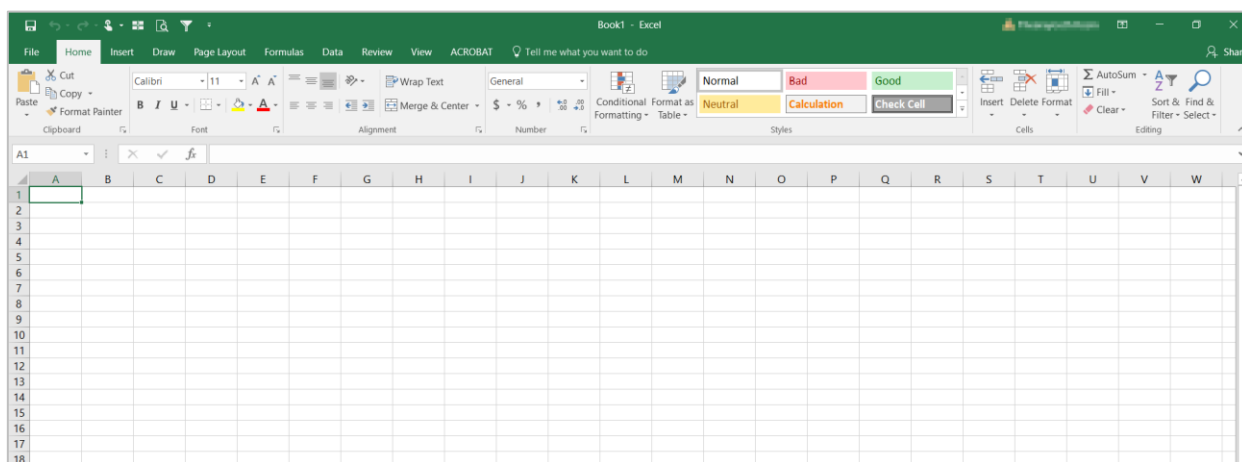 Book1 - Excel
File Home Insert Draw Page Layout Formulas Data Review View ACROBAT Tell me what you want to do Shar
Paste Cut Copy Format Painter
Clipboard
Calibri 11 A A
B I U A
Font
Wrap Text
Merge & Center
Alignment
General
$ % , .00 .0
Number
Conditional Formatting
Format as Table
Normal Bad Good
Neutral Calculation Check Cell
Styles
Insert Delete Format
Cells
AutoSum
Fill
Clear
Sort & Filter
Find & Select
Editing
A1 fx
A B C D E F G H I J K L M N O P Q R S T U V W
1
2
3
4
5
6
7
8
9
10
11
12
13
14
15
16
17
18